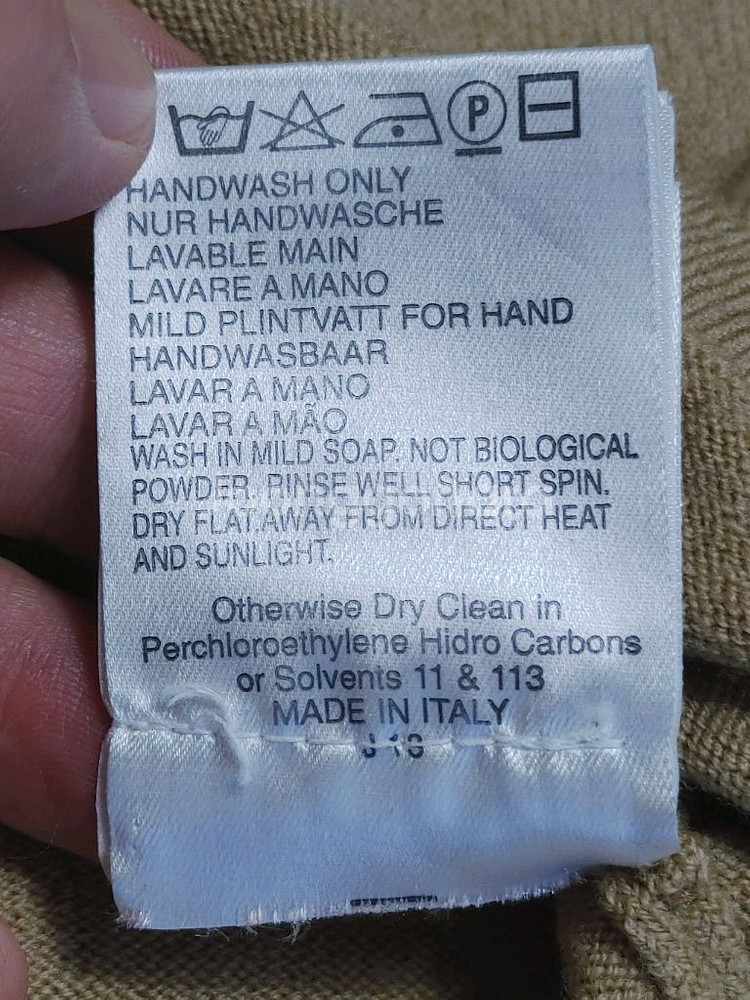 P
HANDWASH ONLY
NUR HANDWASCHE
LAVABLE MAIN
LAVARE A MANO
MILD PLINTVATT FOR HAND
HANDWASBAAR
LAVAR A MANO
LAVAR A MÃO
WASH IN MILD SOAP. NOT BIOLOGICAL
POWDER. RINSE WELL SHORT SPIN.
DRY FLAT.AWAY FROM DIRECT HEAT
AND SUNLIGHT.
Otherwise Dry Clean in
Perchloroethylene Hidro Carbons
or Solvents 11 & 113
MADE IN ITALY